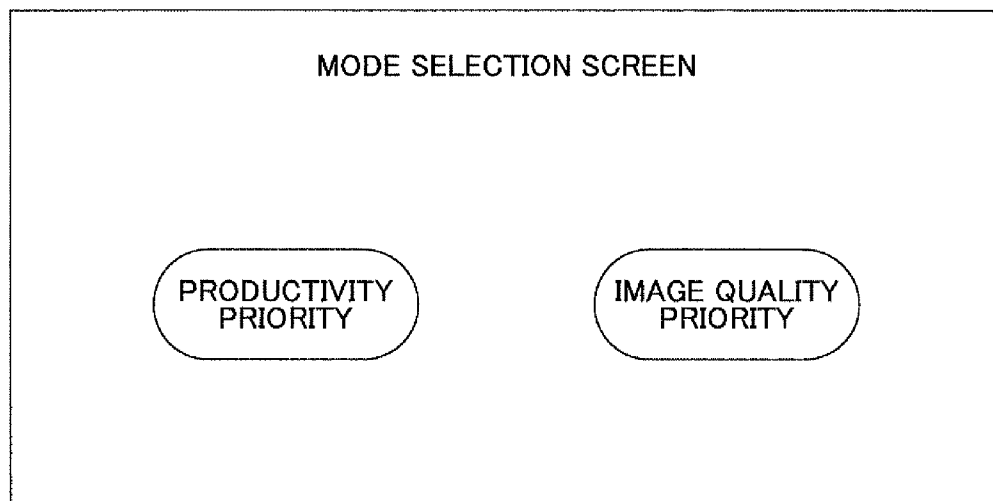 MODE SELECTION SCREEN
PRODUCTIVITY
PRIORITY
IMAGE QUALITY
PRIORITY